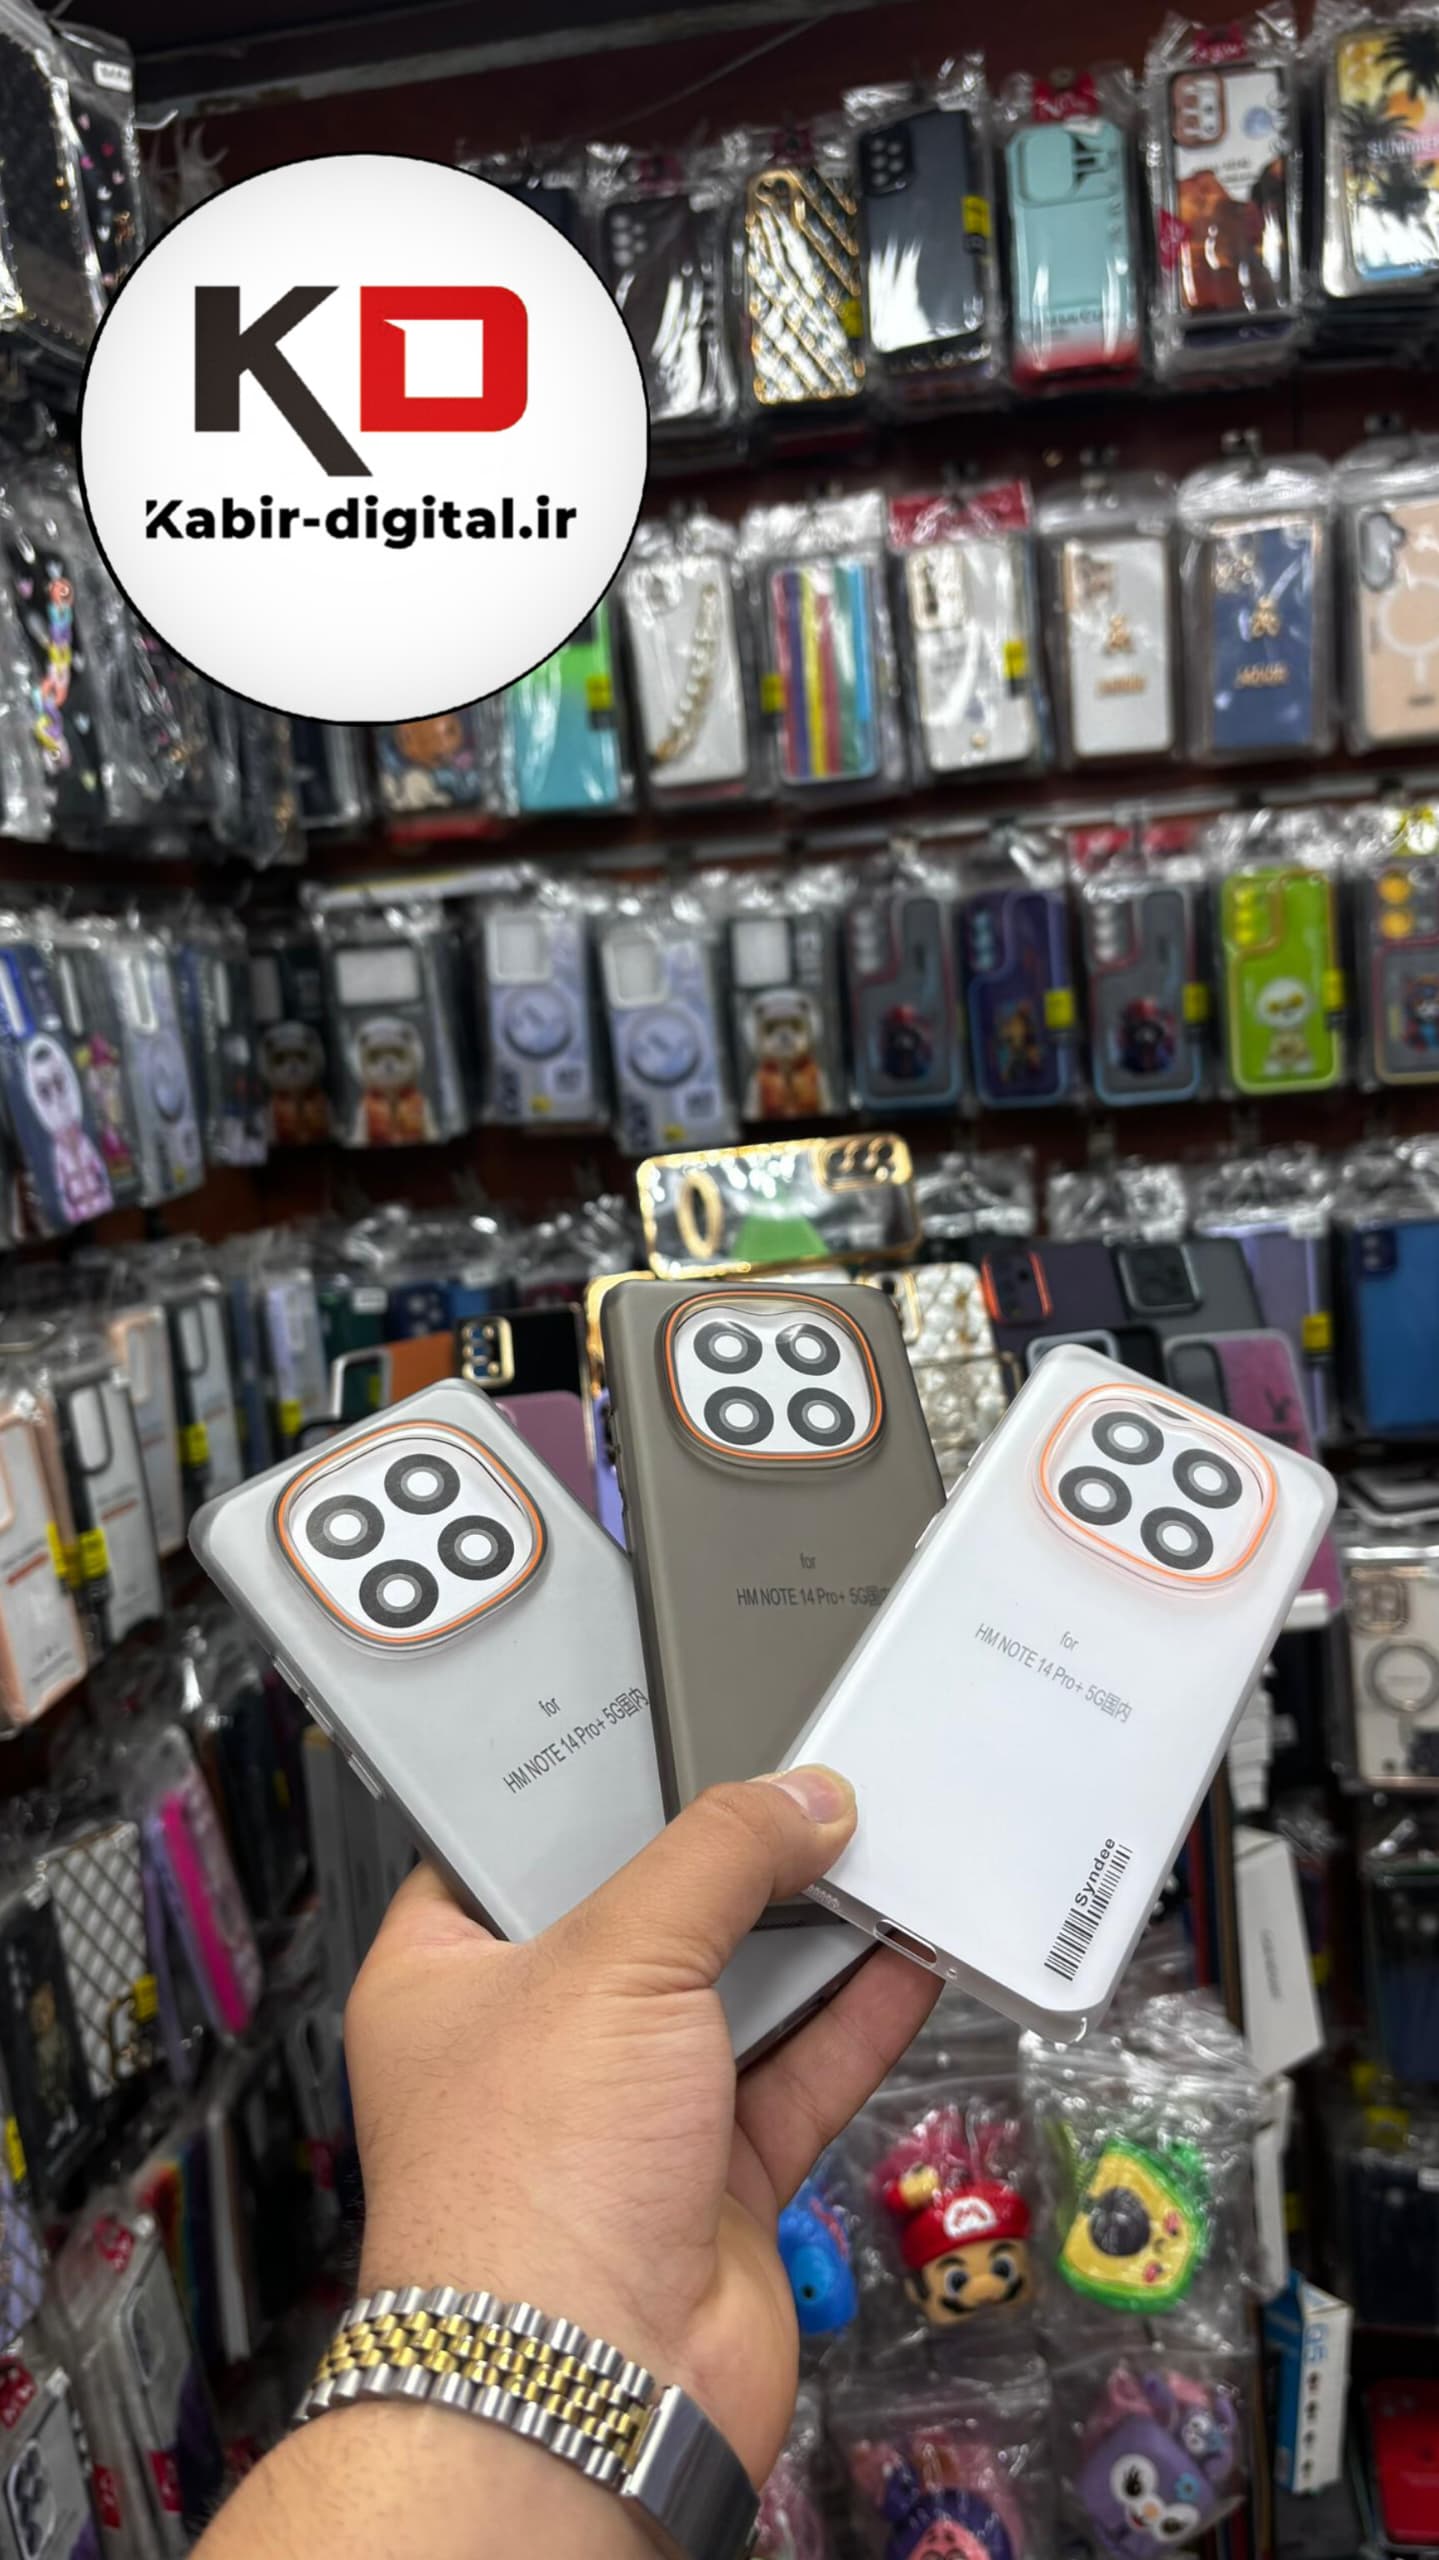 KD
Kabir-digital.ir
SUMMER
for
HM NOTE 14 Pro+ 5G国内
for
HM NOTE 14 Pro+ 5G国内
for
HM NOTE 14 Pro+ 5G国内
Syndee